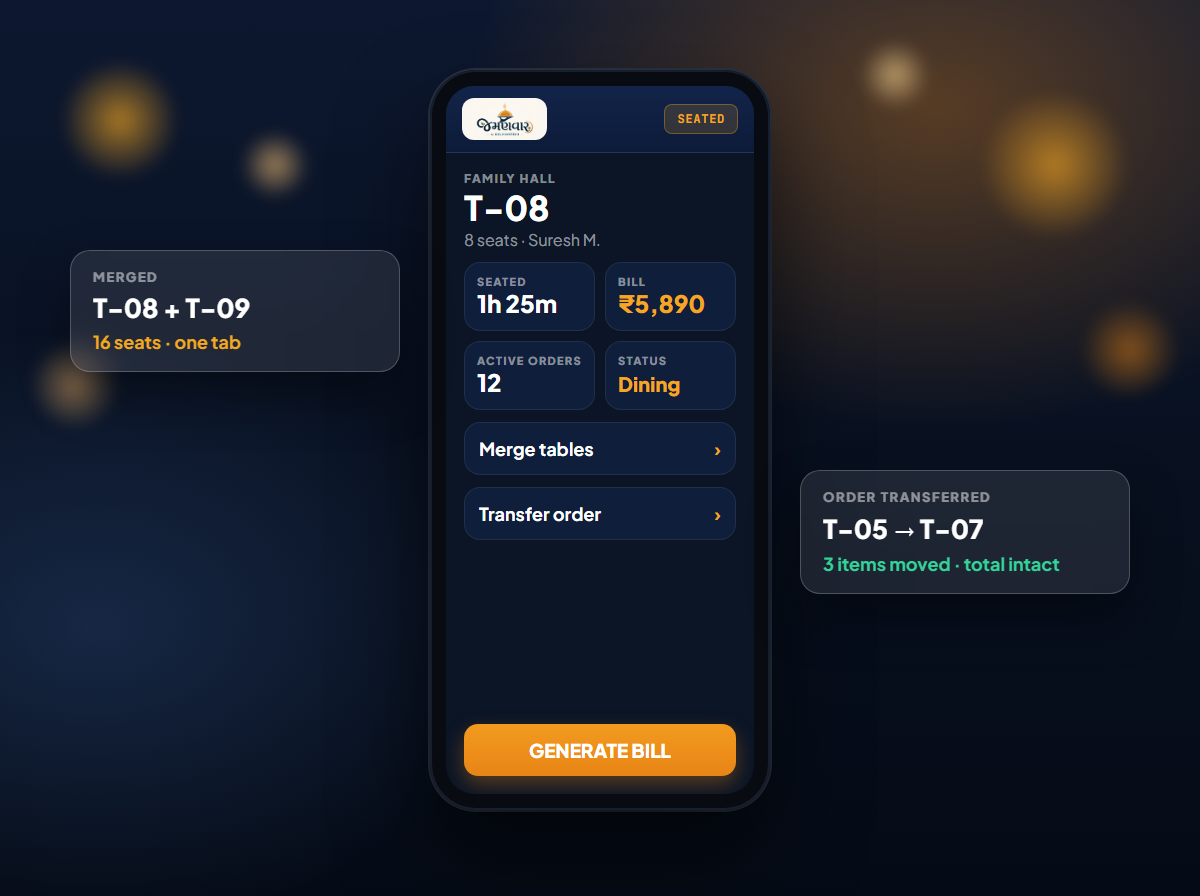 જમણવાર
SEATED
FAMILY HALL
T-08
8 seats · Suresh M.
SEATED
1h 25m
BILL
₹5,890
ACTIVE ORDERS
12
STATUS
Dining
Merge tables
Transfer order
GENERATE BILL
MERGED
T-08 + T-09
16 seats · one tab
ORDER TRANSFERRED
T-05 → T-07
3 items moved · total intact